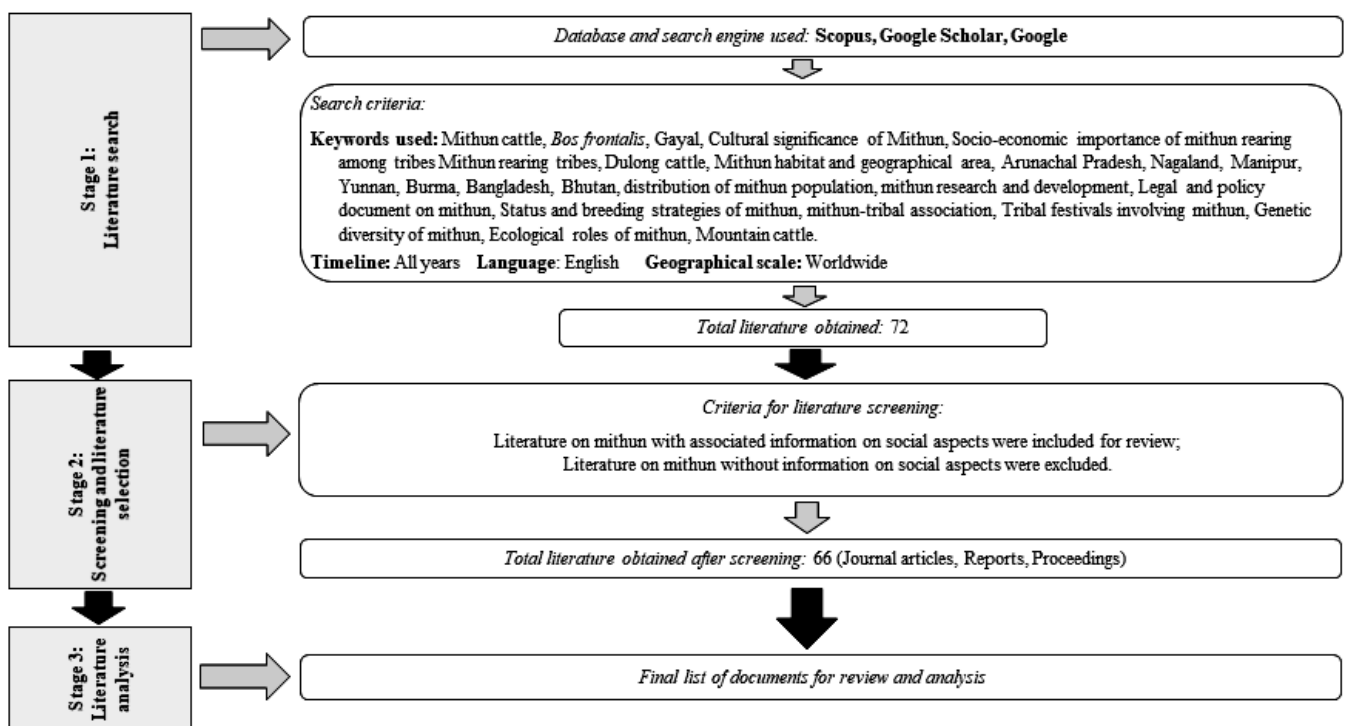 Stage 1:
Literature search
Database and search engine used: Scopus, Google Scholar, Google
Search criteria:
Keywords used: Mithun cattle, Bos frontalis, Gayal, Cultural significance of Mithun, Socio-economic importance of mithun rearing
among tribes Mithun rearing tribes, Dulong cattle, Mithun habitat and geographical area, Arunachal Pradesh, Nagaland, Manipur,
Yunnan, Burma, Bangladesh, Bhutan, distribution of mithun population, mithun research and development, Legal and policy
document on mithun, Status and breeding strategies of mithun, mithun-tribal association, Tribal festivals involving mithun, Genetic
diversity of mithun, Ecological roles of mithun, Mountain cattle.
Timeline: All years Language: English Geographical scale: Worldwide
Total literature obtained: 72
Stage 2:
Screening and literature
selection
Criteria for literature screening:
Literature on mithun with associated information on social aspects were included for review;
Literature on mithun without information on social aspects were excluded.
Total literature obtained after screening: 66 (Journal articles, Reports, Proceedings)
Stage 3:
Literature
analysis
Final list of documents for review and analysis